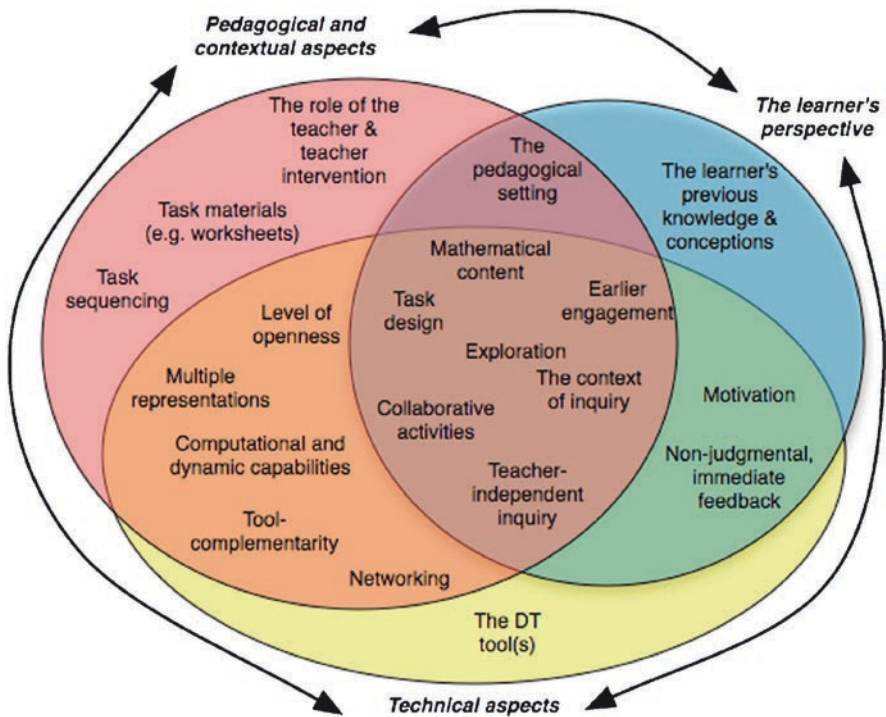 Pedagogical and
contextual aspects
The learner's
perspective
The role of the
teacher &
teacher
intervention
The
pedagogical
setting
The learner's
previous
knowledge &
conceptions
Task materials
(e.g. worksheets)
Task
sequencing
Mathematical
content
Level of
openness
Task
design
Earlier
engagement
Exploration
Multiple
representations
The context
of inquiry
Motivation
Collaborative
activities
Computational and
dynamic capabilities
Non-judgmental,
immediate
feedback
Teacher-
independent
inquiry
Tool-
complementarity
Networking
The DT
tool(s)
Technical aspects